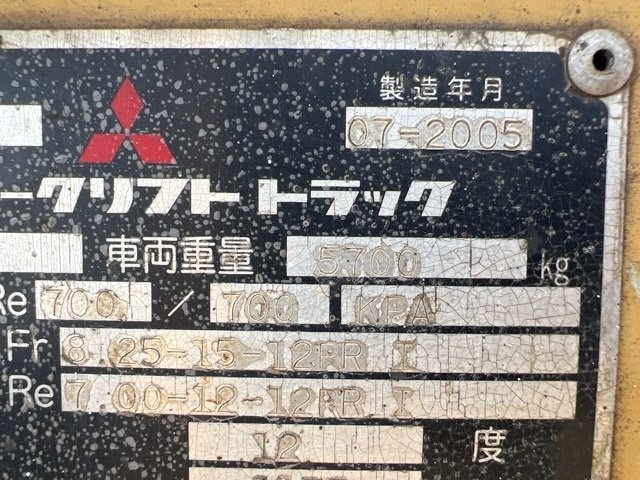 製造年月
07-2005
ークリフト トラック
車両重量 5700 kg
Re 700 / 700 KPA
Fr 8.25-15-12PR I
Re 7.00-12-12PR I
12 度